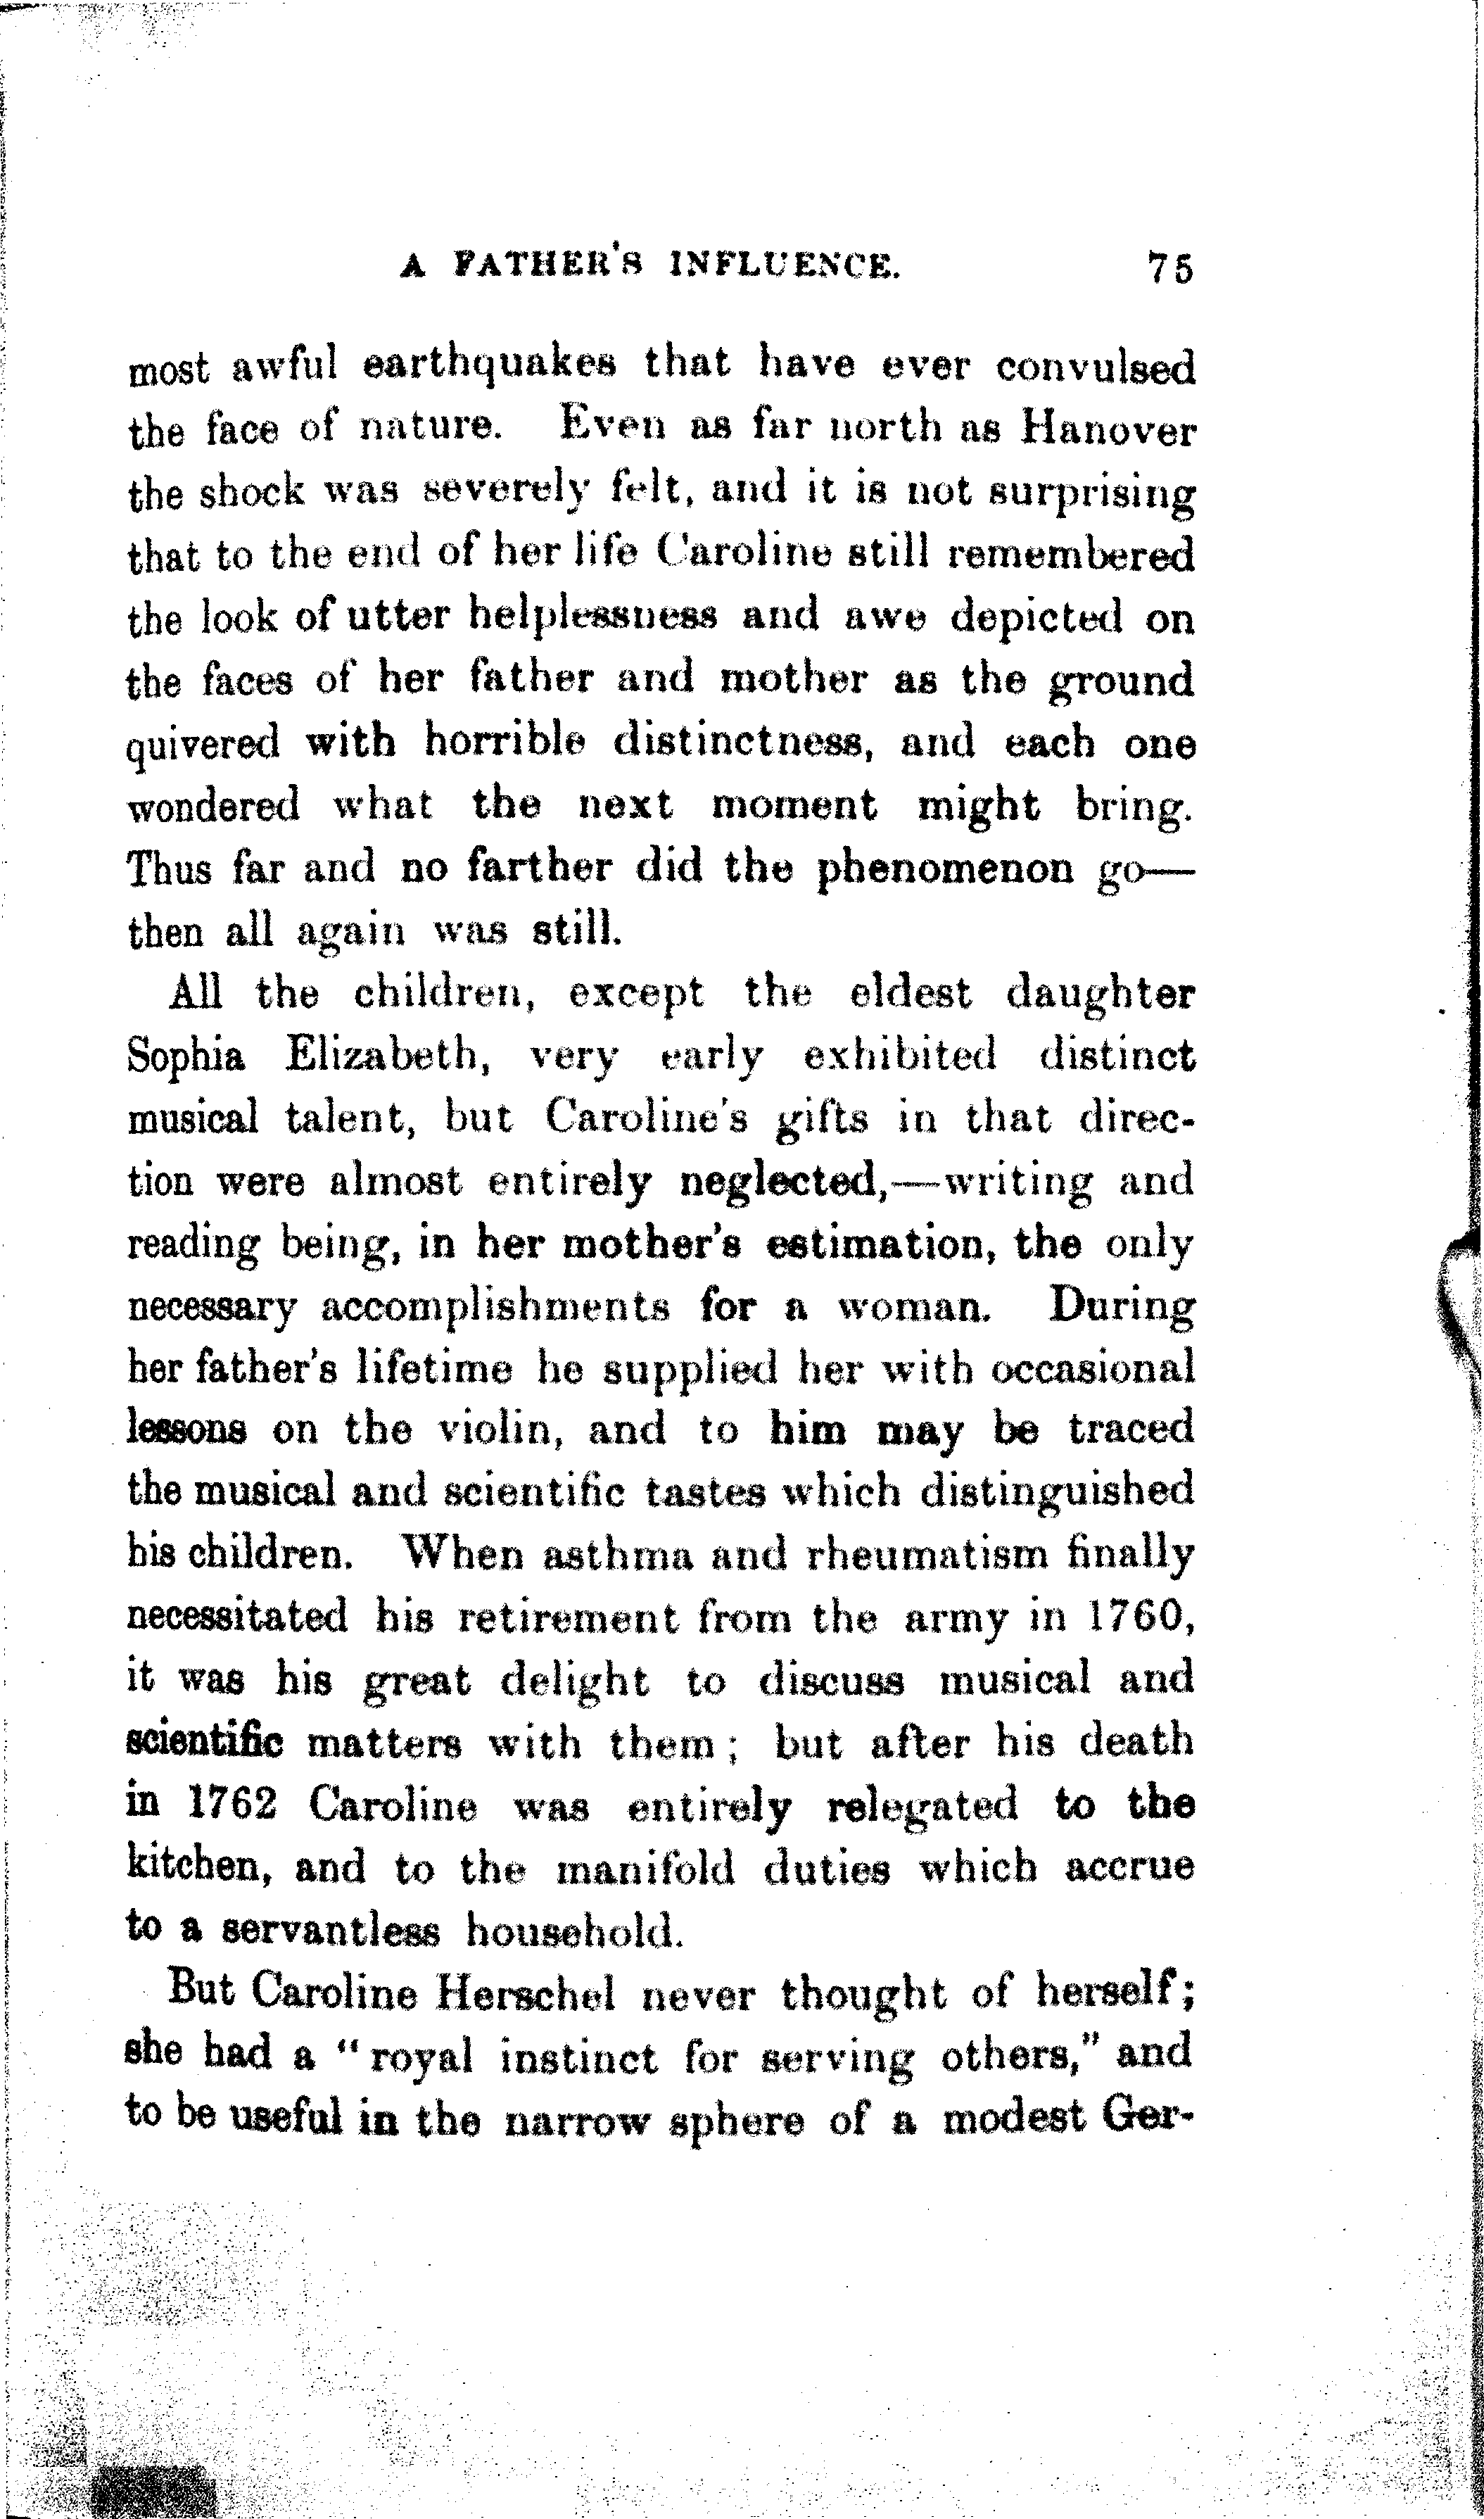 A FATHER'S INFLUENCE. 75
most awful earthquakes that have ever convulsed
the face of nature. Even as far north as Hanover
the shock was severely felt, and it is not surprising
that to the end of her life Caroline still remembered
the look of utter helplessness and awe depicted on
the faces of her father and mother as the ground
quivered with horrible distinctness, and each one
wondered what the next moment might bring.
Thus far and no farther did the phenomenon go—
then all again was still.
All the children, except the eldest daughter
Sophia Elizabeth, very early exhibited distinct
musical talent, but Caroline's gifts in that direc-
tion were almost entirely neglected,—writing and
reading being, in her mother's estimation, the only
necessary accomplishments for a woman. During
her father's lifetime he supplied her with occasional
lessons on the violin, and to him may be traced
the musical and scientific tastes which distinguished
his children. When asthma and rheumatism finally
necessitated his retirement from the army in 1760,
it was his great delight to discuss musical and
scientific matters with them; but after his death
in 1762 Caroline was entirely relegated to the
kitchen, and to the manifold duties which accrue
to a servantless household.
But Caroline Herschel never thought of herself;
she had a "royal instinct for serving others," and
to be useful in the narrow sphere of a modest Ger-